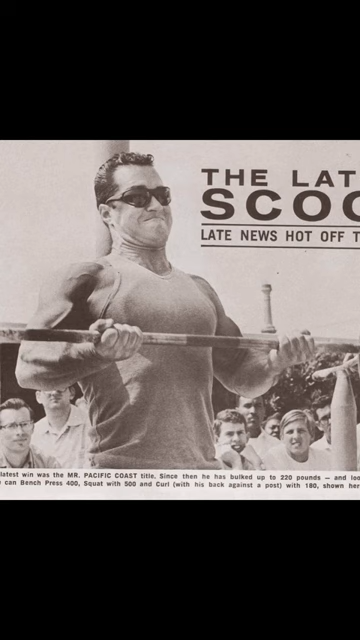 THE LAT
SCOO
LATE NEWS HOT OFF T
latest win was the MR. PACIFIC COAST title. Since then he has bulked up to 220 pounds — and loo
e can Bench Press 400, Squat with 500 and Curl (with his back against a post) with 180, shown her